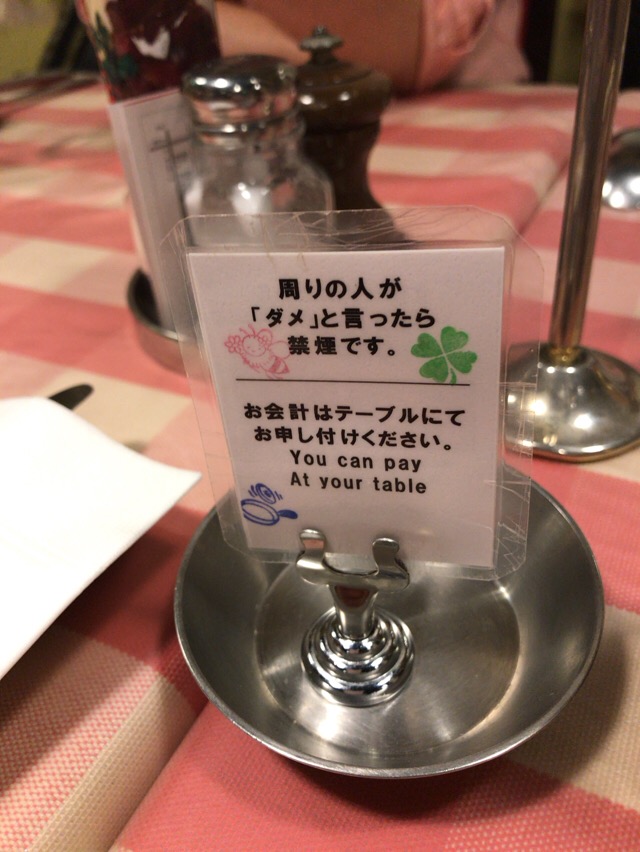 周りの人が
「ダメ」と言ったら
禁煙です。
お会計はテーブルにて
お申し付けください。
You can pay
At your table